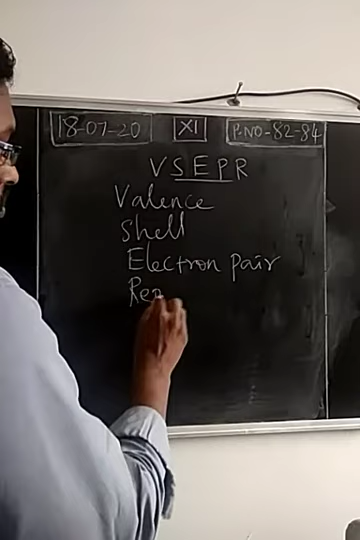 18-07-20 XI P.NO-82-84
VSEPR
Valence
Shell
Electron pair
Rep